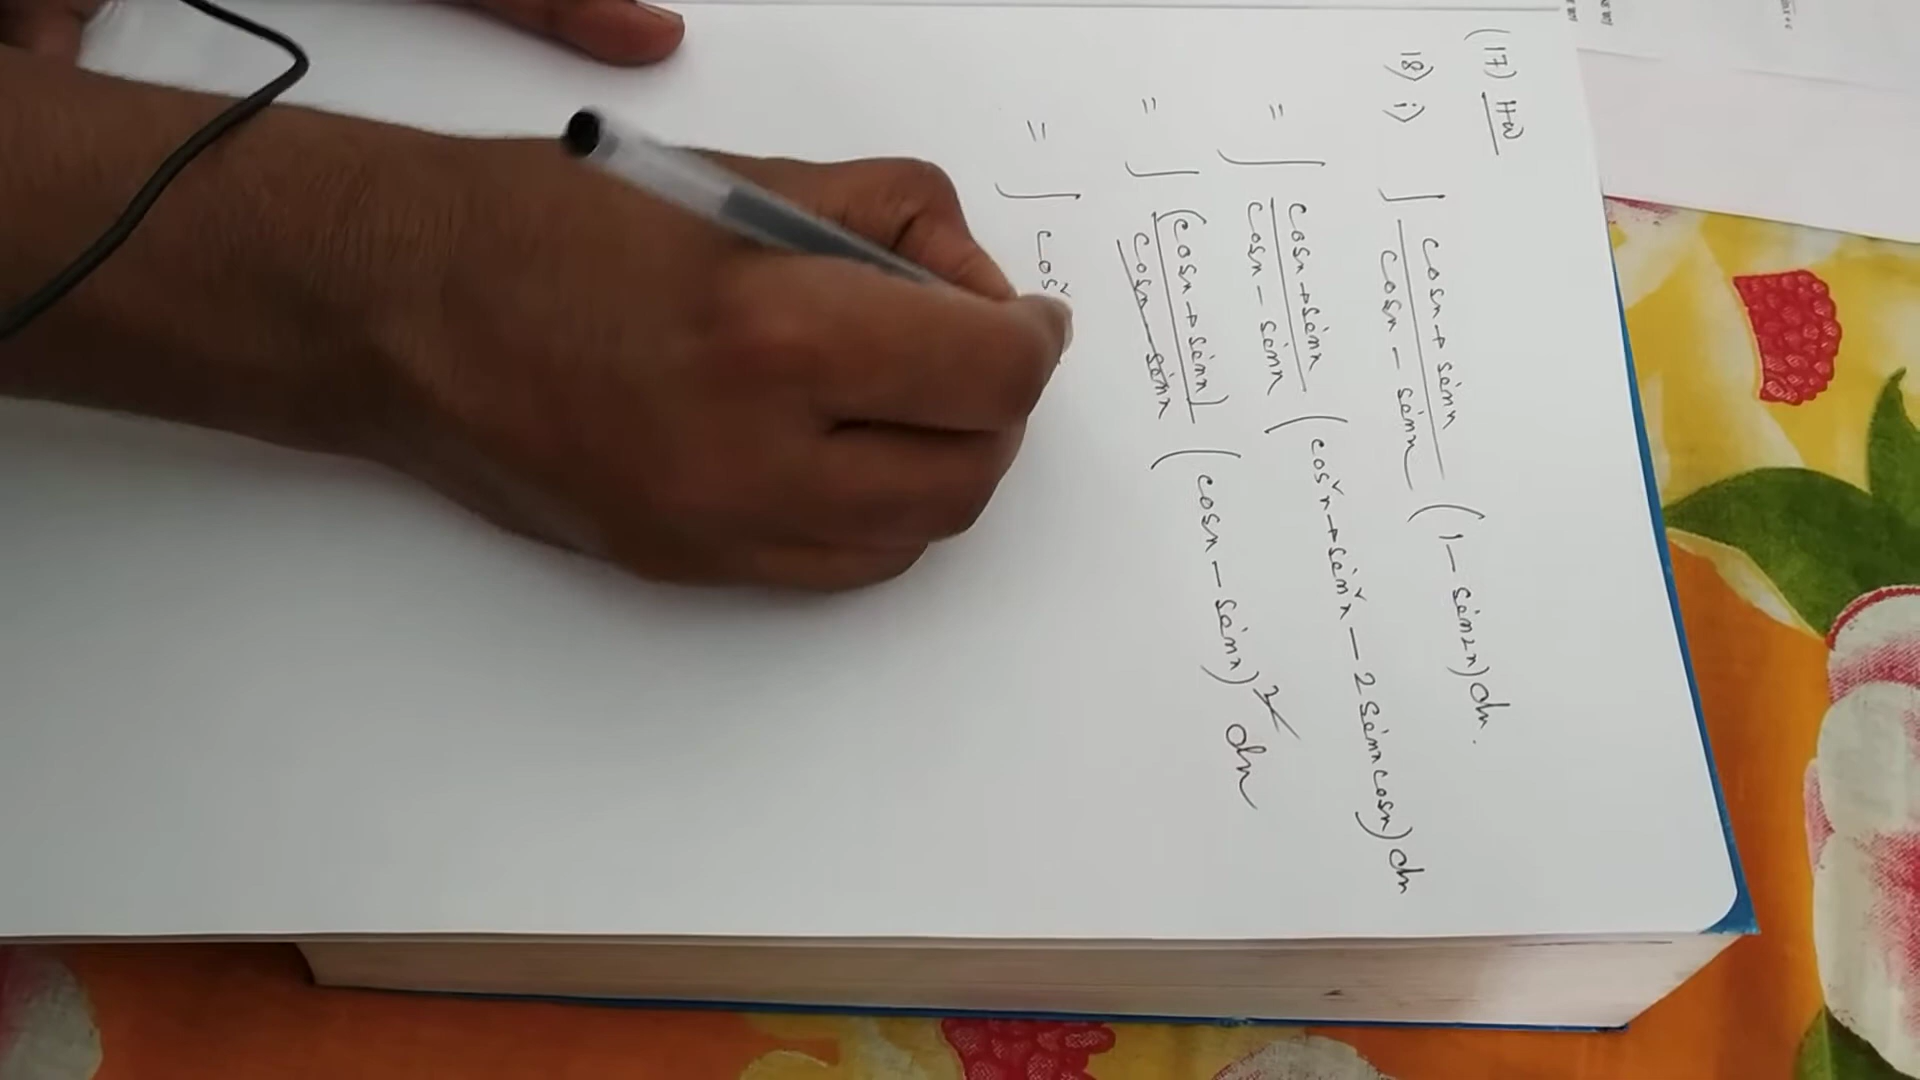 (17) HW
18) i) ∫ (cosx + sinx)/(cosx - sinx) (1 - sin2x) dx.
= ∫ (cosx + sinx)/(cosx - sinx) (cos²x + sin²x - 2 sinx cosx) dx
= ∫ (cosx + sinx)/(cosx - sinx) (cosx - sinx)² dx
= ∫ cos²